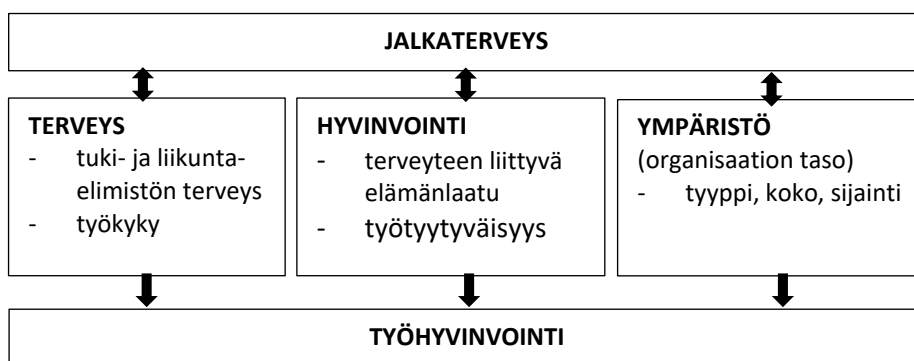 JALKATERVEYS
TERVEYS
- tuki- ja liikunta-
elimistön terveys
- työkyky
HYVINVOINTI
- terveyteen liittyvä
elämänlaatu
- työtyytyväisyys
YMPÄRISTÖ
(organisaation taso)
- tyyppi, koko, sijainti
TYÖHYVINVOINTI